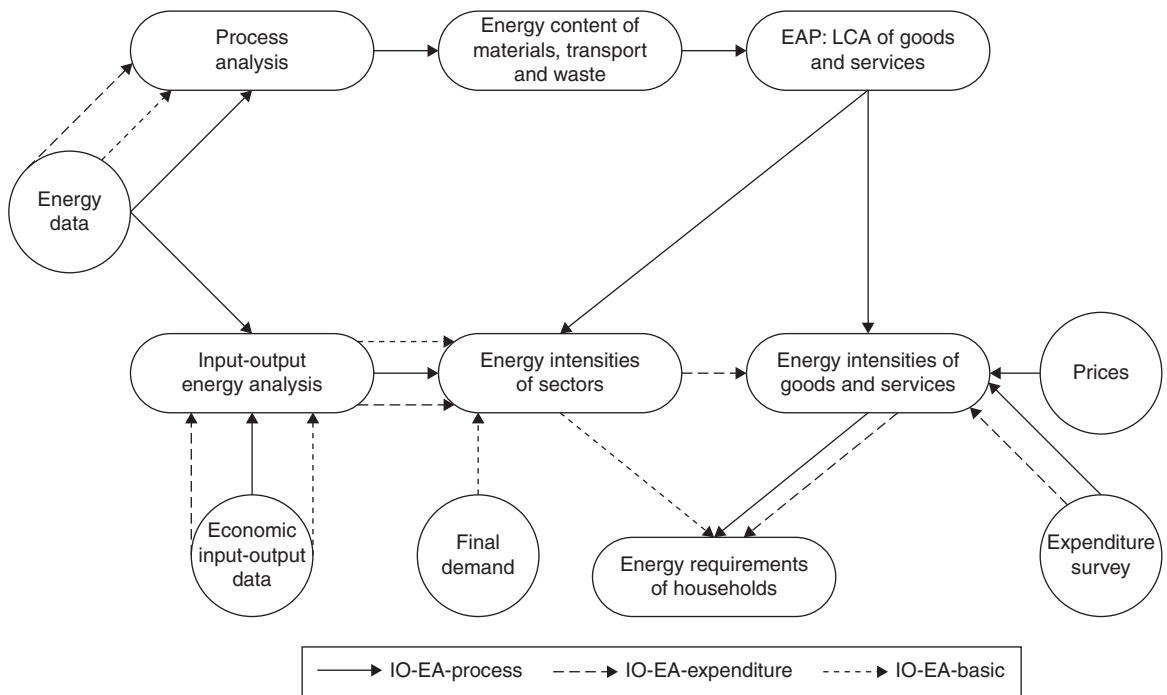 Process
analysis
Energy content of
materials, transport
and waste
EAP: LCA of goods
and services
Energy
data
Input-output
energy analysis
Energy intensities
of sectors
Energy intensities of
goods and services
Prices
Economic
input-output
data
Final
demand
Energy requirements
of households
Expenditure
survey
IO-EA-process
IO-EA-expenditure
IO-EA-basic